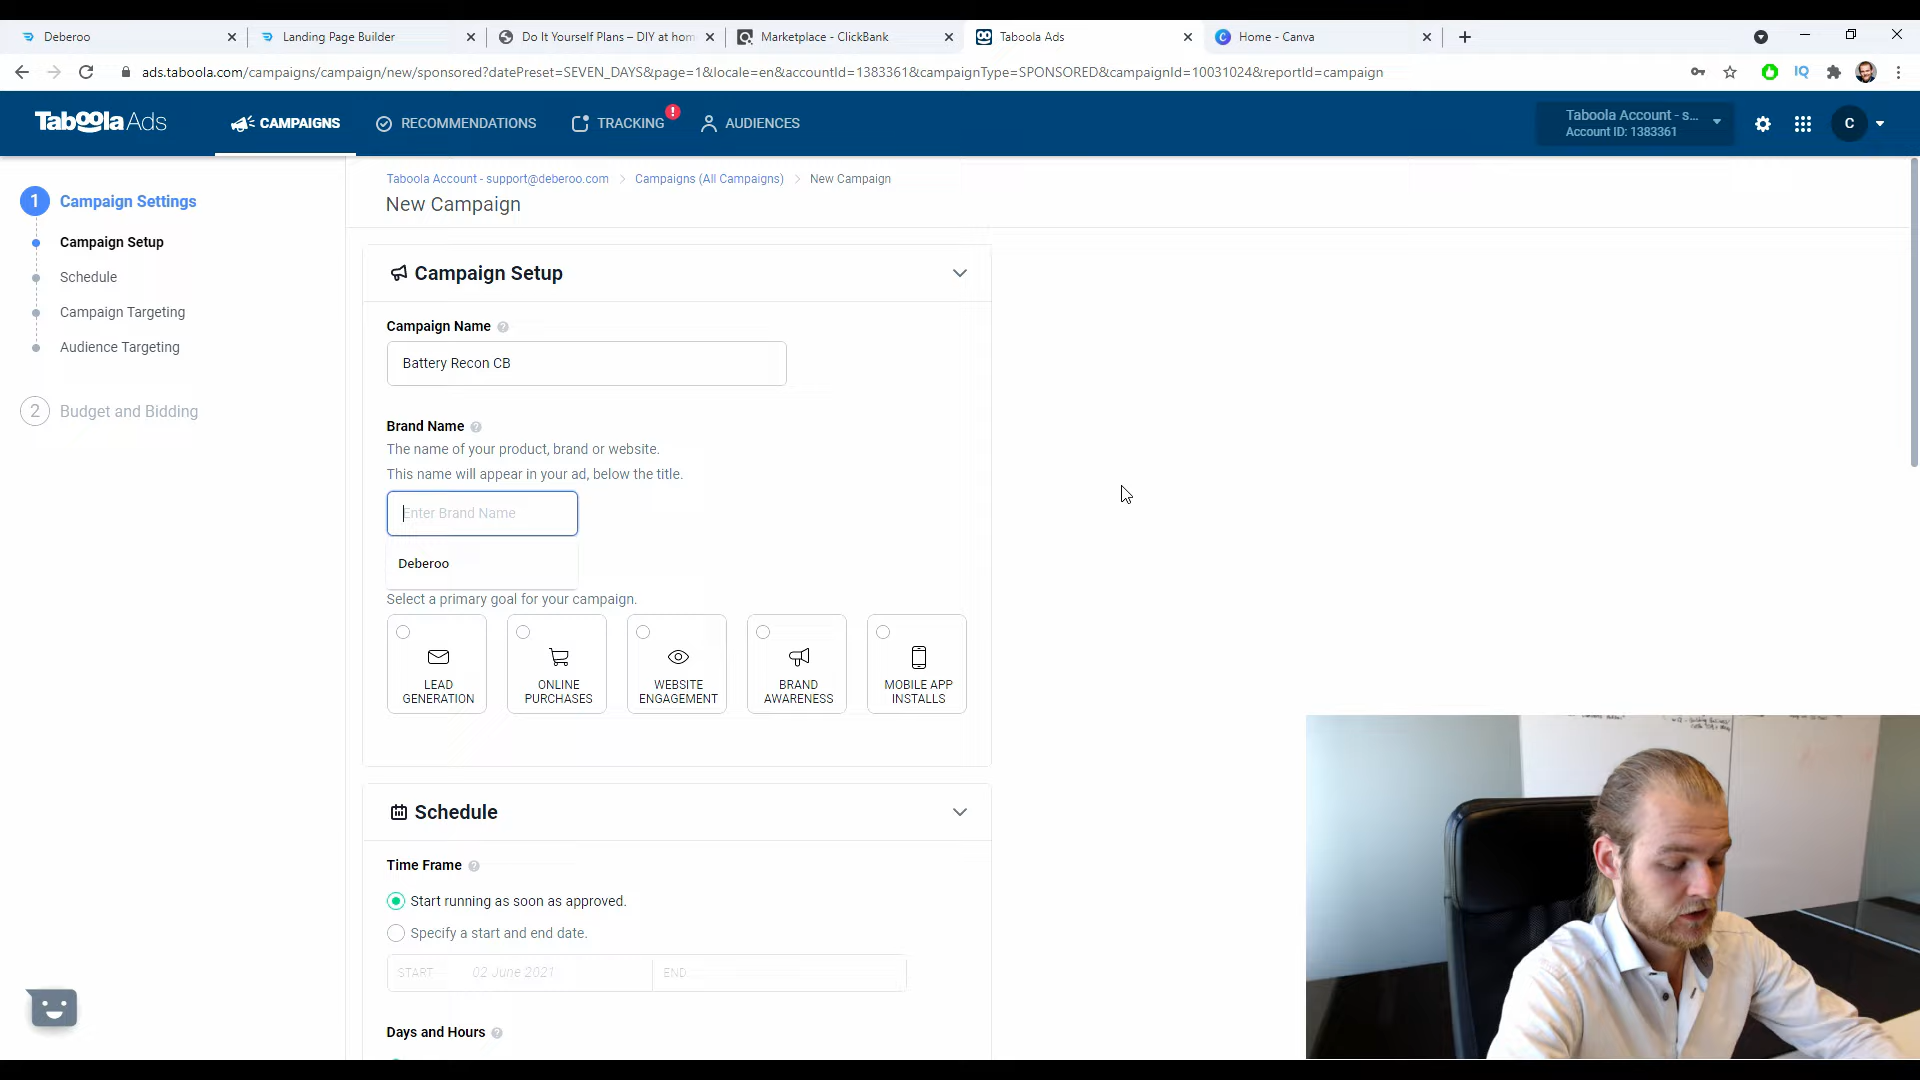 Deberoo
Landing Page Builder
Do It Yourself Plans – DIY at hom
Marketplace - ClickBank
Taboola Ads
Home - Canva
ads.taboola.com/campaigns/campaign/new/sponsored?datePreset=SEVEN_DAYS&page=1&locale=en&accountId=1383361&campaignType=SPONSORED&campaignId=10031024&reportId=campaign
IQ
Taboola Ads
CAMPAIGNS
RECOMMENDATIONS
TRACKING
!
AUDIENCES
Taboola Account - s...
Account ID: 1383361
C
1
Campaign Settings
Campaign Setup
Schedule
Campaign Targeting
Audience Targeting
2
Budget and Bidding
Taboola Account - support@deberoo.com
Campaigns (All Campaigns)
New Campaign
New Campaign
Campaign Setup
Campaign Name
Battery Recon CB
Brand Name
The name of your product, brand or website.
This name will appear in your ad, below the title.
Enter Brand Name
Deberoo
Select a primary goal for your campaign.
LEAD GENERATION
ONLINE PURCHASES
WEBSITE ENGAGEMENT
BRAND AWARENESS
MOBILE APP INSTALLS
Schedule
Time Frame
Start running as soon as approved.
Specify a start and end date.
START
02 June 2021
END
Days and Hours